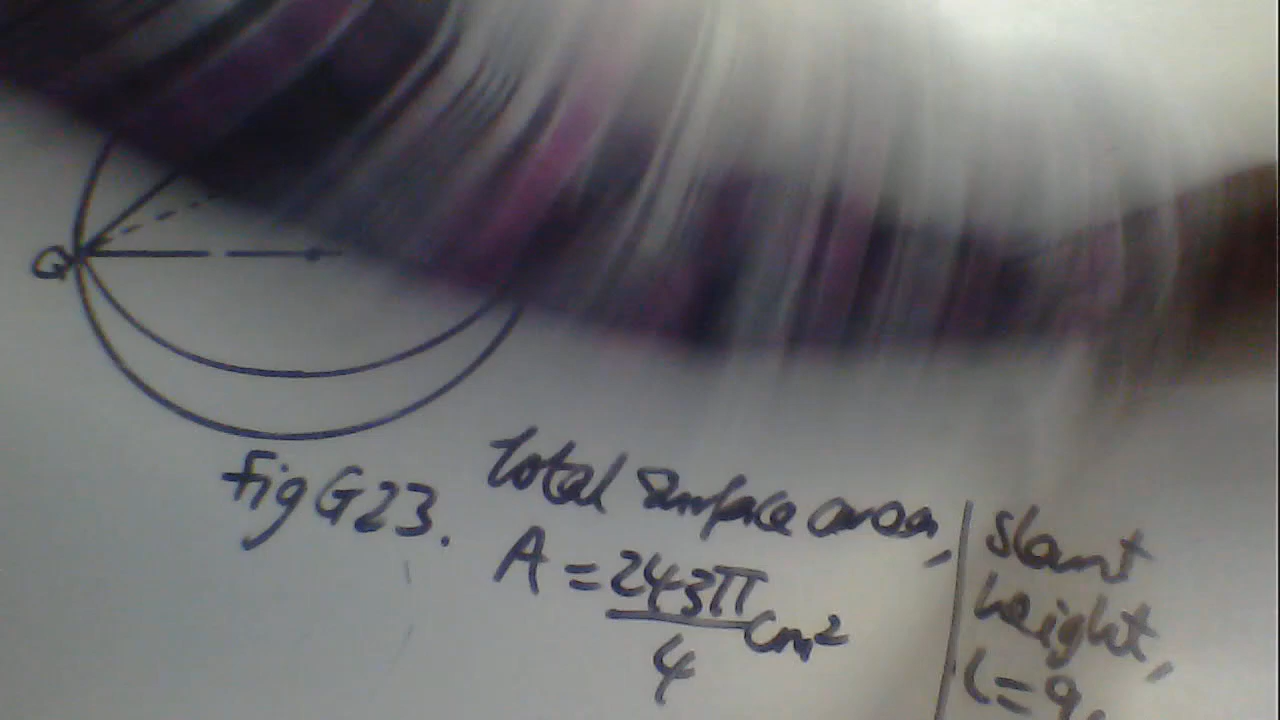 Q
Fig G23.
total surface area,
A = 243π/4 cm²
slant
height,
l = 9